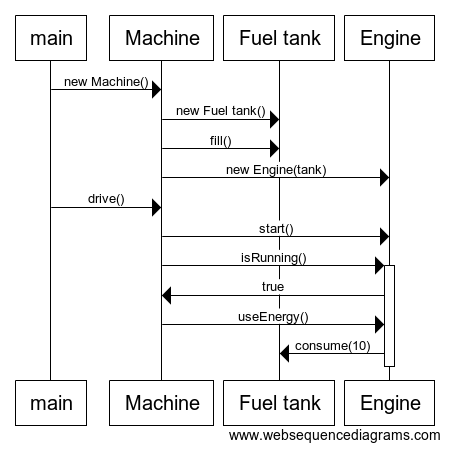 main Machine Fuel tank Engine
new Machine()
new Fuel tank()
fill()
new Engine(tank)
drive()
start()
isRunning()
true
useEnergy()
consume(10)
main Machine Fuel tank Engine
www.websequencediagrams.com